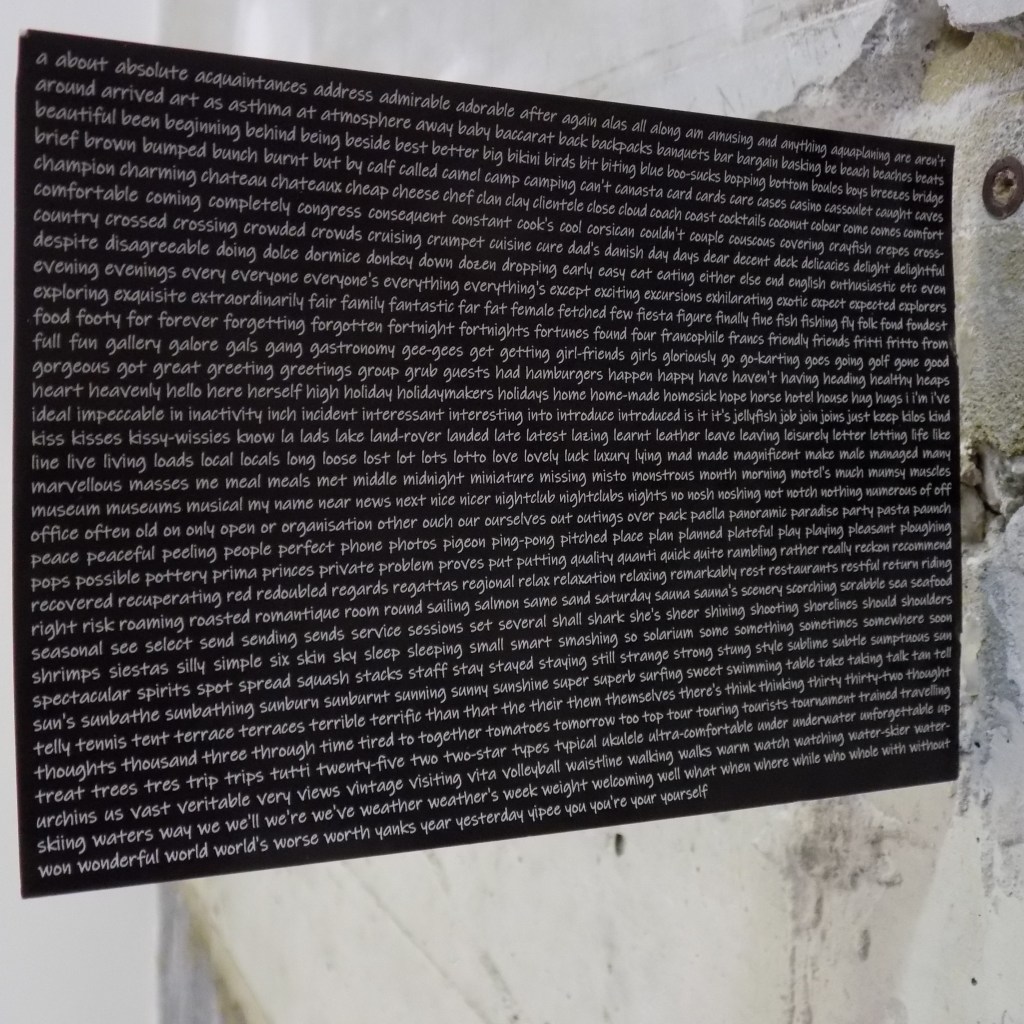 a about absolute acquaintances address admirable adorable after again alas all along am amusing and anything aquaplaning are aren't
around arrived art as asthma at atmosphere away baby baccarat back backpacks banquets bar bargain basking be beach beaches beats
beautiful been beginning behind being beside best better big bikini birds bit biting blue boo-sucks bopping bottom boules boys breezes bridge
brief brown bumped bunch burnt but by calf called camel camp camping can't canasta card cards care cases casino cassoulet caught caves
champion charming chateau chateaux cheap cheese chef clan clay clientele close cloud coach coast cocktails coconut colour come comes comfort
comfortable coming completely congress consequent constant cook's cool corsican couldn't couple couscous covering crayfish crepes cross-
country crossed crossing crowded crowds cruising crumpet cuisine cure dad's danish day days dear decent deck delicacies delight delightful
despite disagreeable doing dolce dormice donkey down dozen dropping early easy eat eating either else end english enthusiastic etc even
evening evenings every everyone everyone's everything everything's except exciting excursions exhilarating exotic expect expected explorers
exploring exquisite extraordinarily fair family fantastic far fat female fetched few fiesta figure finally fine fish fishing fly folk fond fondest
food footy for forever forgetting forgotten fortnight fortnights fortunes found four francophile francs friendly friends fritti fritto from
full fun gallery galore gals gang gastronomy gee-gees get getting girl-friends girls gloriously go go-karting goes going golf gone good
gorgeous got great greeting greetings group grub guests had hamburgers happen happy have haven't having heading healthy heaps
heart heavenly hello here herself high holiday holidaymakers holidays home home-made homesick hope horse hotel house hug hugs i i'm i've
ideal impeccable in inactivity inch incident interessant interesting into introduce introduced is it it's jellyfish job join joins just keep kilos kind
kiss kisses kissy-wissies know la lads lake land-rover landed late latest lazing learnt leather leave leaving leisurely letter letting life like
line live living loads local locals long loose lost lot lots lotto love lovely luck luxury lying mad made magnificent make male managed many
marvellous masses me meal meals met middle midnight miniature missing misto monstrous month morning motel's much mumsy muscles
museum museums musical my name near news next nice nicer nightclub nightclubs nights no nosh noshing not notch nothing numerous of off
office often old on only open or organisation other ouch our ourselves out outings over pack paella panoramic paradise party pasta paunch
peace peaceful peeling people perfect phone photos pigeon ping-pong pitched place plan planned plateful play playing pleasant ploughing
pops possible pottery prima princes private problem proves put putting quality quanti quick quite rambling rather really reckon recommend
recovered recuperating red redoubled regards regattas regional relax relaxation relaxing remarkably rest restaurants restful return riding
right risk roaming roasted romantique room round sailing salmon same sand saturday sauna sauna's scenery scorching scrabble sea seafood
seasonal see select send sending sends service sessions set several shall shark she's sheer shining shooting shorelines should shoulders
shrimps siestas silly simple six skin sky sleep sleeping small smart smashing so solarium some something sometimes somewhere soon
spectacular spirits spot spread squash stacks staff stay stayed staying still strange strong stung style sublime subtle sumptuous sun
sun's sunbathe sunbathing sunburn sunburnt sunning sunny sunshine super superb surfing sweet swimming table take taking talk tan tell
telly tennis tent terrace terraces terrible terrific than that the their them themselves there's think thinking thirty thirty-two thought
thoughts thousand three through time tired to together tomatoes tomorrow too top tour touring tourists tournament trained travelling
treat trees tres trip trips tutti twenty-five two two-star types typical ukulele ultra-comfortable under underwater unforgettable up
urchins us vast veritable very views vintage visiting vita volleyball waistline walking walks warm watch watching water-skier water-
skiing waters way we we'll we're we've weather weather's week weight welcoming well what when where while who whole with without
won wonderful world world's worse worth yanks year yesterday yipee you you're your yourself